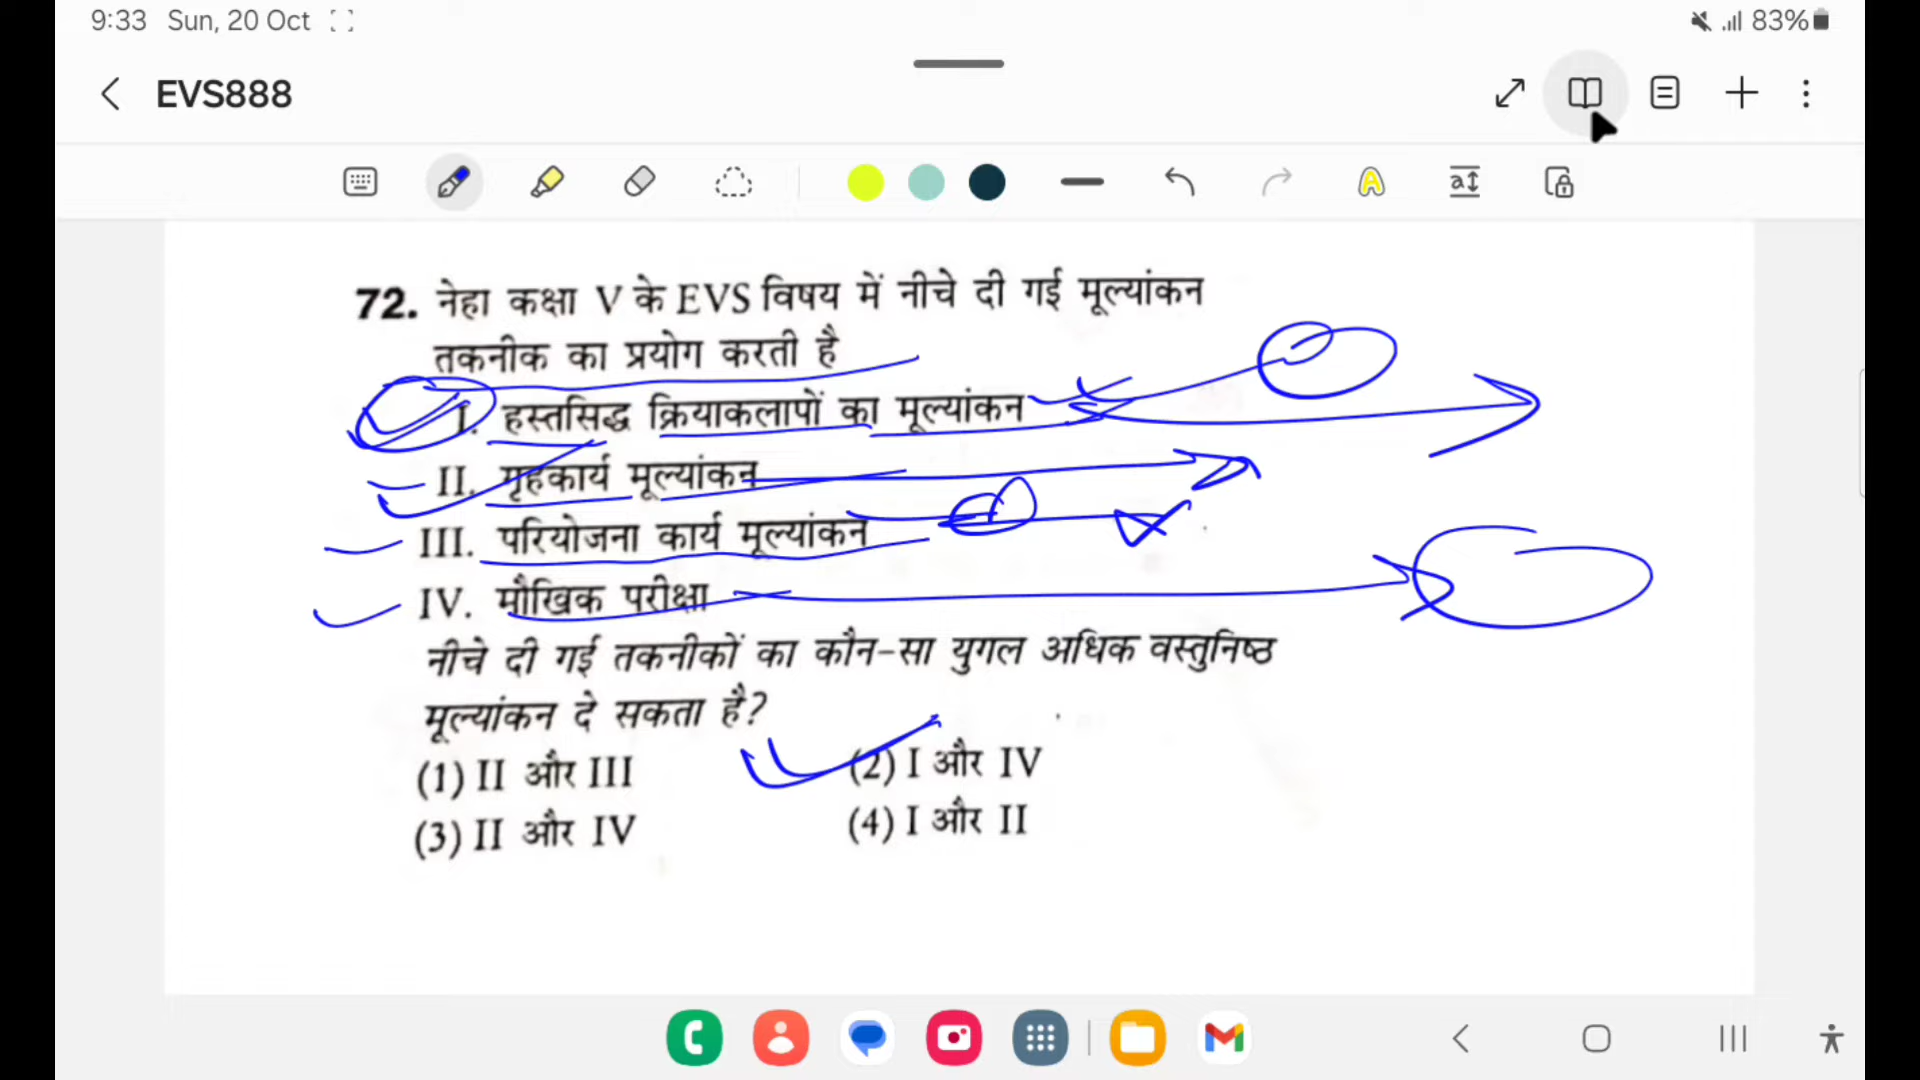 9:33 Sun, 20 Oct 83%
EVS888
72. नेहा कक्षा V के EVS विषय में नीचे दी गई मूल्यांकन
तकनीक का प्रयोग करती है
I. हस्तसिद्ध क्रियाकलापों का मूल्यांकन
II. गृहकार्य मूल्यांकन
III. परियोजना कार्य मूल्यांकन
IV. मौखिक परीक्षा
नीचे दी गई तकनीकों का कौन-सा युगल अधिक वस्तुनिष्ठ
मूल्यांकन दे सकता है?
(1) II और III (2) I और IV
(3) II और IV (4) I और II